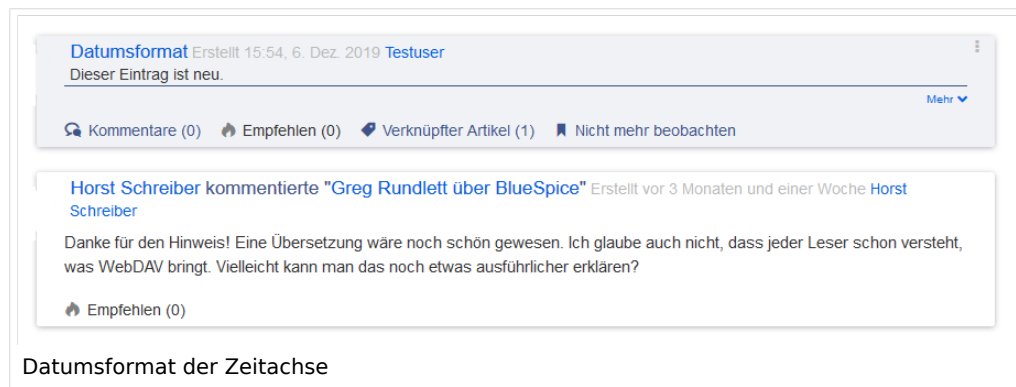 Datumsformat Erstellt 15:54, 6. Dez. 2019 Testuser
Dieser Eintrag ist neu.
Mehr
Kommentare (0) Empfehlen (0) Verknüpfter Artikel (1) Nicht mehr beobachten
Horst Schreiber kommentierte "Greg Rundlett über BlueSpice" Erstellt vor 3 Monaten und einer Woche Horst
Schreiber
Danke für den Hinweis! Eine Übersetzung wäre noch schön gewesen. Ich glaube auch nicht, dass jeder Leser schon versteht,
was WebDAV bringt. Vielleicht kann man das noch etwas ausführlicher erklären?
Empfehlen (0)
Datumsformat der Zeitachse